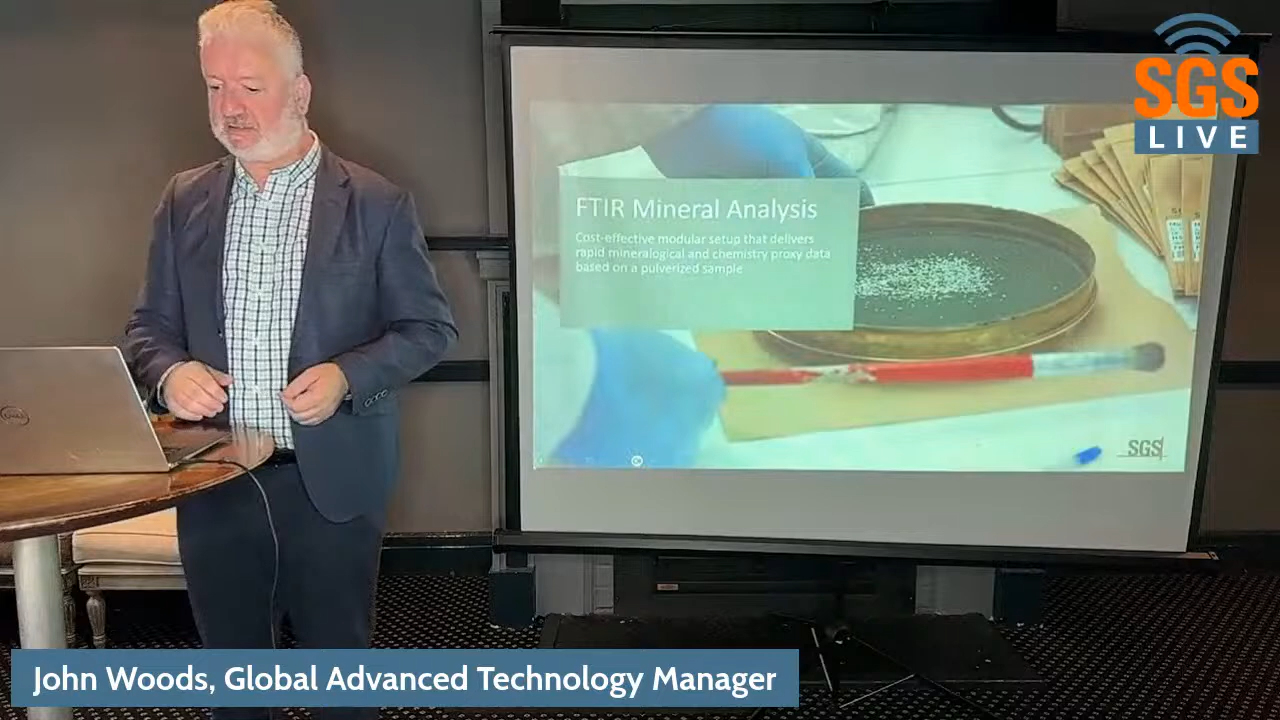 SGS
LIVE
FTIR Mineral Analysis
Cost-effective modular setup that delivers
rapid mineralogical and chemistry proxy data
based on a pulverized sample
SGS
DELL
John Woods, Global Advanced Technology Manager